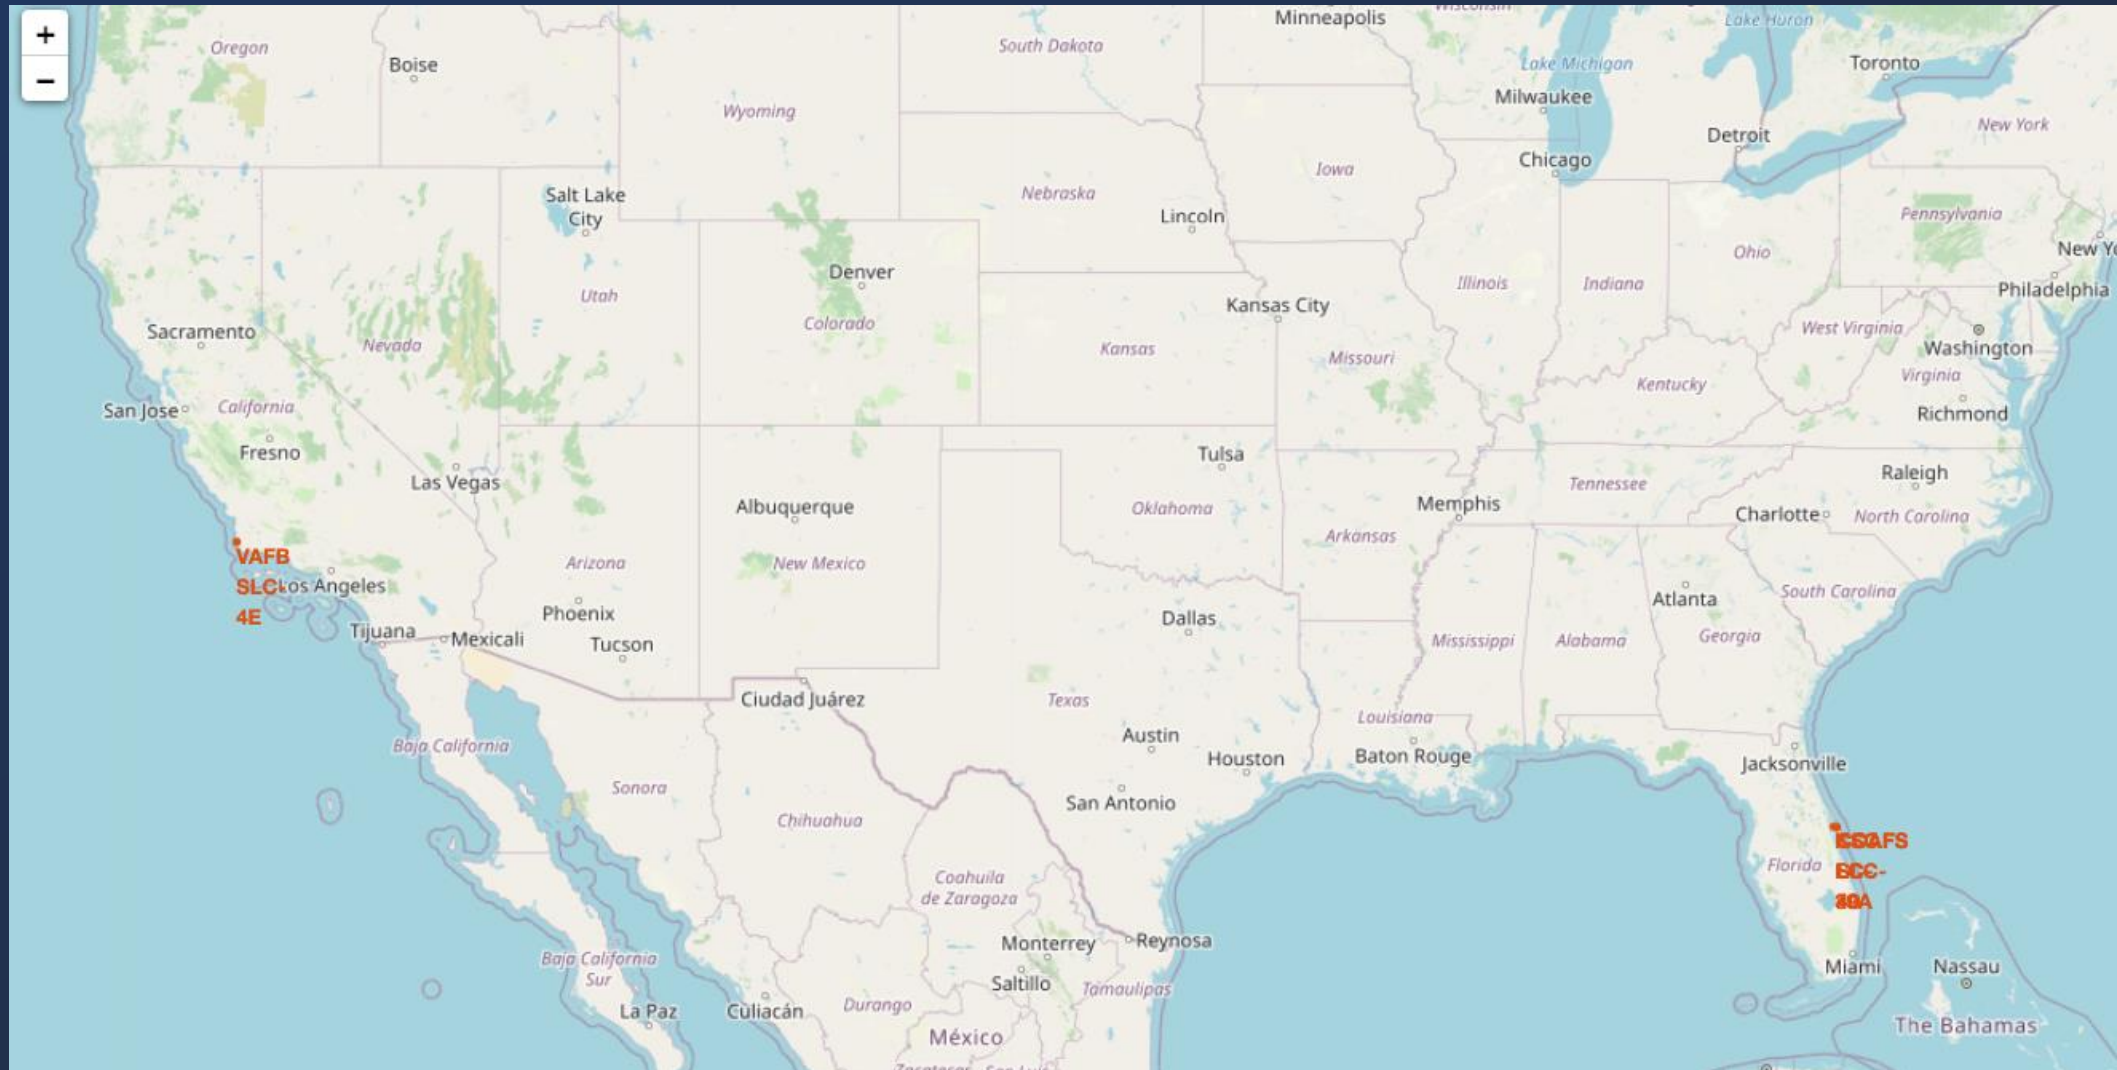 +
−
Minneapolis
Wisconsin
Lake Huron
Oregon
South Dakota
Boise
Lake Michigan
Toronto
Milwaukee
Wyoming
New York
Detroit
Chicago
Iowa
Salt Lake
City
Nebraska
Lincoln
Pennsylvania
New Yo
Ohio
Denver
Utah
Illinois
Indiana
Philadelphia
Kansas City
Colorado
Sacramento
Nevada
Kansas
Missouri
West Virginia
Washington
Virginia
Kentucky
San Jose
California
Richmond
Fresno
Las Vegas
Tulsa
Raleigh
Tennessee
Albuquerque
Oklahoma
Memphis
Charlotte
North Carolina
Arkansas
VAFB
SLC-
4E
Los Angeles
Arizona
New Mexico
South Carolina
Atlanta
Phoenix
Dallas
Tijuana
Mexicali
Tucson
Mississippi
Alabama
Georgia
Ciudad Juárez
Texas
Louisiana
Austin
Baja California
Houston
Baton Rouge
Jacksonville
Sonora
San Antonio
Chihuahua
Florida
Coahuila
de Zaragoza
Monterrey
Reynosa
Baja California
Sur
Saltillo
Tamaulipas
Miami
Nassau
La Paz
Culiacán
Durango
México
The Bahamas